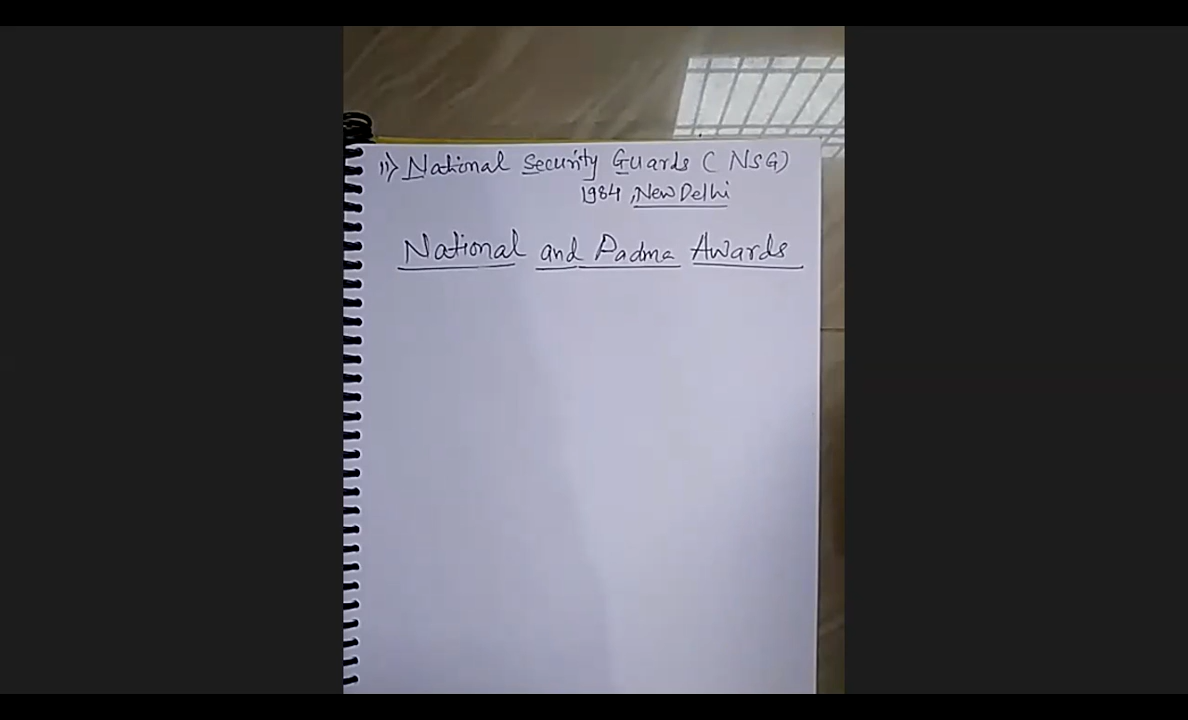 11) National Security Guards ( NSG)
1984, New Delhi
National and Padma Awards